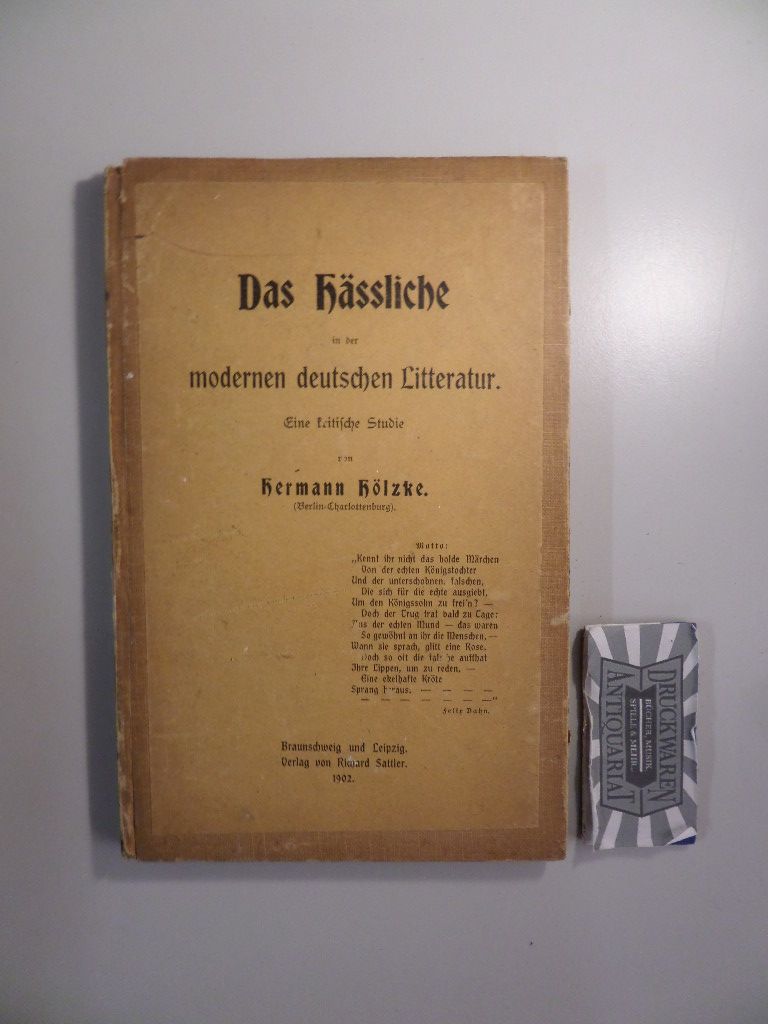 Das Hässliche
in der
modernen deutschen Litteratur.
Eine kritische Studie
von
Hermann Hölzke.
(Berlin-Charlottenburg).
Motto:
„Kennt ihr nicht das holde Märchen
Von der echten Königstochter
Und der unterschobnen, falschen,
Die sich für die echte ausgiebt,
Um den Königssohn zu frei'n? —
Doch der Trug trat bald zu Tage:
Aus der echten Mund — das waren
So gewöhnt an ihr die Menschen, —
Wann sie sprach, glitt eine Rose.
Doch so oft die falsche aufthat
Ihre Lippen, um zu reden, —
Eine ekelhafte Kröte
Sprang heraus. — — — —
— — — — — — — —"
Felix Dahn.
Braunschweig und Leipzig.
Verlag von Richard Sattler.
1902.
DRUCKWAREN
BÜCHER, MUSIK
SPIELE & MEHR..
ANTIQUARIAT